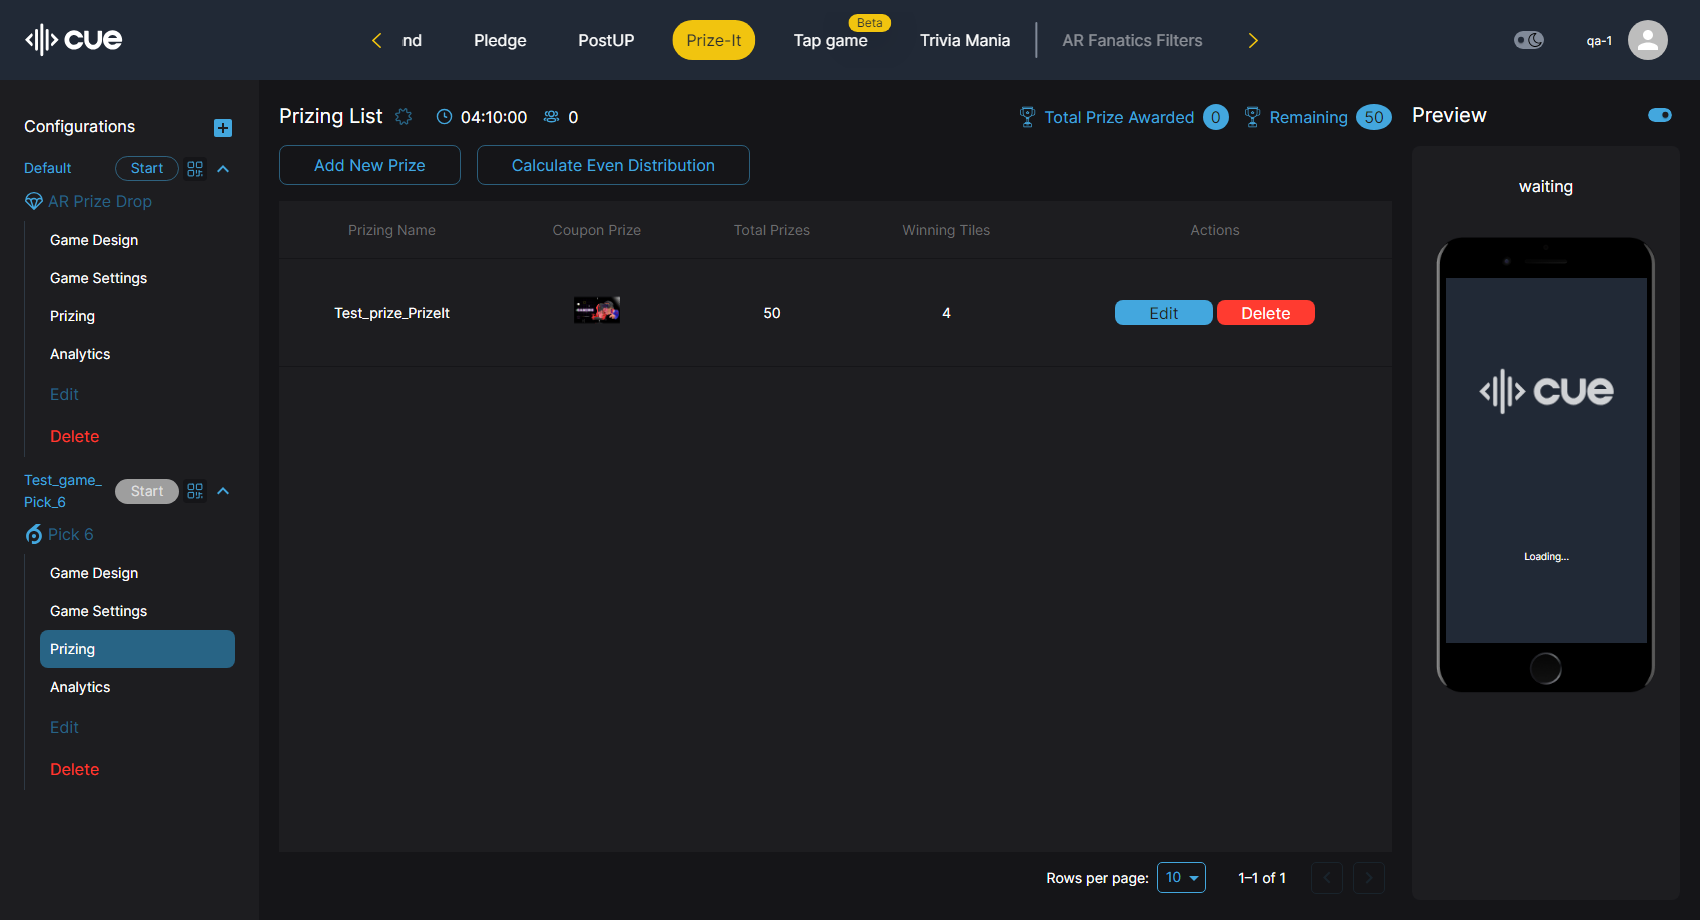 cue
nd
Pledge
PostUP
Prize-It
Beta
Tap game
Trivia Mania
AR Fanatics Filters
qa-1
Configurations
Default
Start
AR Prize Drop
Game Design
Game Settings
Prizing
Analytics
Edit
Delete
Test_game_
Pick_6
Start
Pick 6
Game Design
Game Settings
Prizing
Analytics
Edit
Delete
Prizing List
04:10:00
0
Total Prize Awarded 0
Remaining 50
Add New Prize
Calculate Even Distribution
Prizing Name
Coupon Prize
Total Prizes
Winning Tiles
Actions
Test_prize_PrizeIt
50
4
Edit
Delete
Rows per page: 10
1–1 of 1
Preview
waiting
cue
Loading...